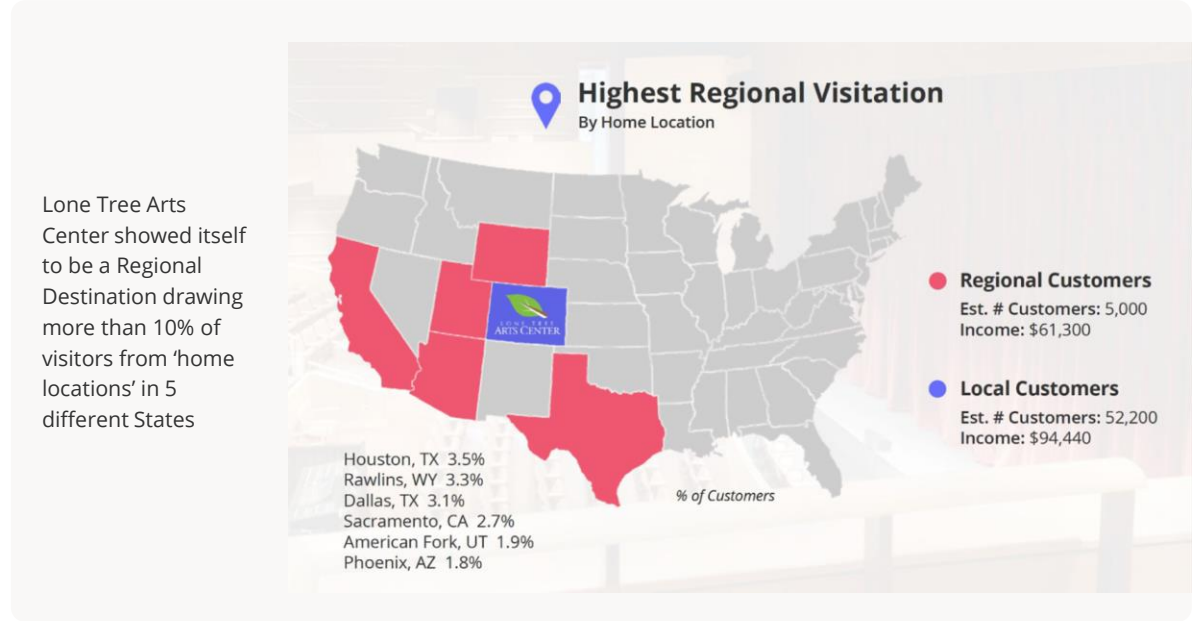 Lone Tree Arts
Center showed itself
to be a Regional
Destination drawing
more than 10% of
visitors from ‘home
locations’ in 5
different States
Highest Regional Visitation
By Home Location
LONE TREE
ARTS CENTER
Regional Customers
Est. # Customers: 5,000
Income: $61,300
Local Customers
Est. # Customers: 52,200
Income: $94,440
Houston, TX 3.5%
Rawlins, WY 3.3%
Dallas, TX 3.1%
Sacramento, CA 2.7%
American Fork, UT 1.9%
Phoenix, AZ 1.8%
% of Customers